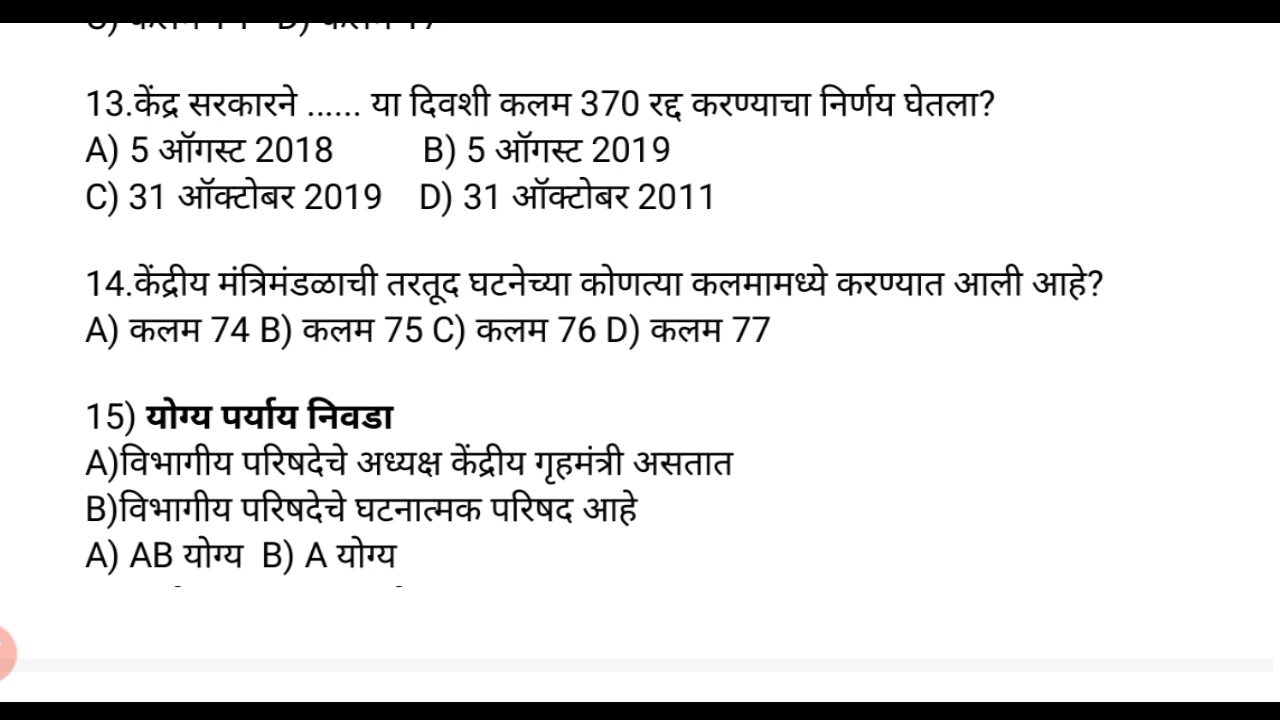 13.केंद्र सरकारने ...... या दिवशी कलम 370 रद्द करण्याचा निर्णय घेतला?
A) 5 ऑगस्ट 2018 B) 5 ऑगस्ट 2019
C) 31 ऑक्टोबर 2019 D) 31 ऑक्टोबर 2011
14.केंद्रीय मंत्रिमंडळाची तरतूद घटनेच्या कोणत्या कलमामध्ये करण्यात आली आहे?
A) कलम 74 B) कलम 75 C) कलम 76 D) कलम 77
15) योग्य पर्याय निवडा
A)विभागीय परिषदेचे अध्यक्ष केंद्रीय गृहमंत्री असतात
B)विभागीय परिषदेचे घटनात्मक परिषद आहे
A) AB योग्य B) A योग्य